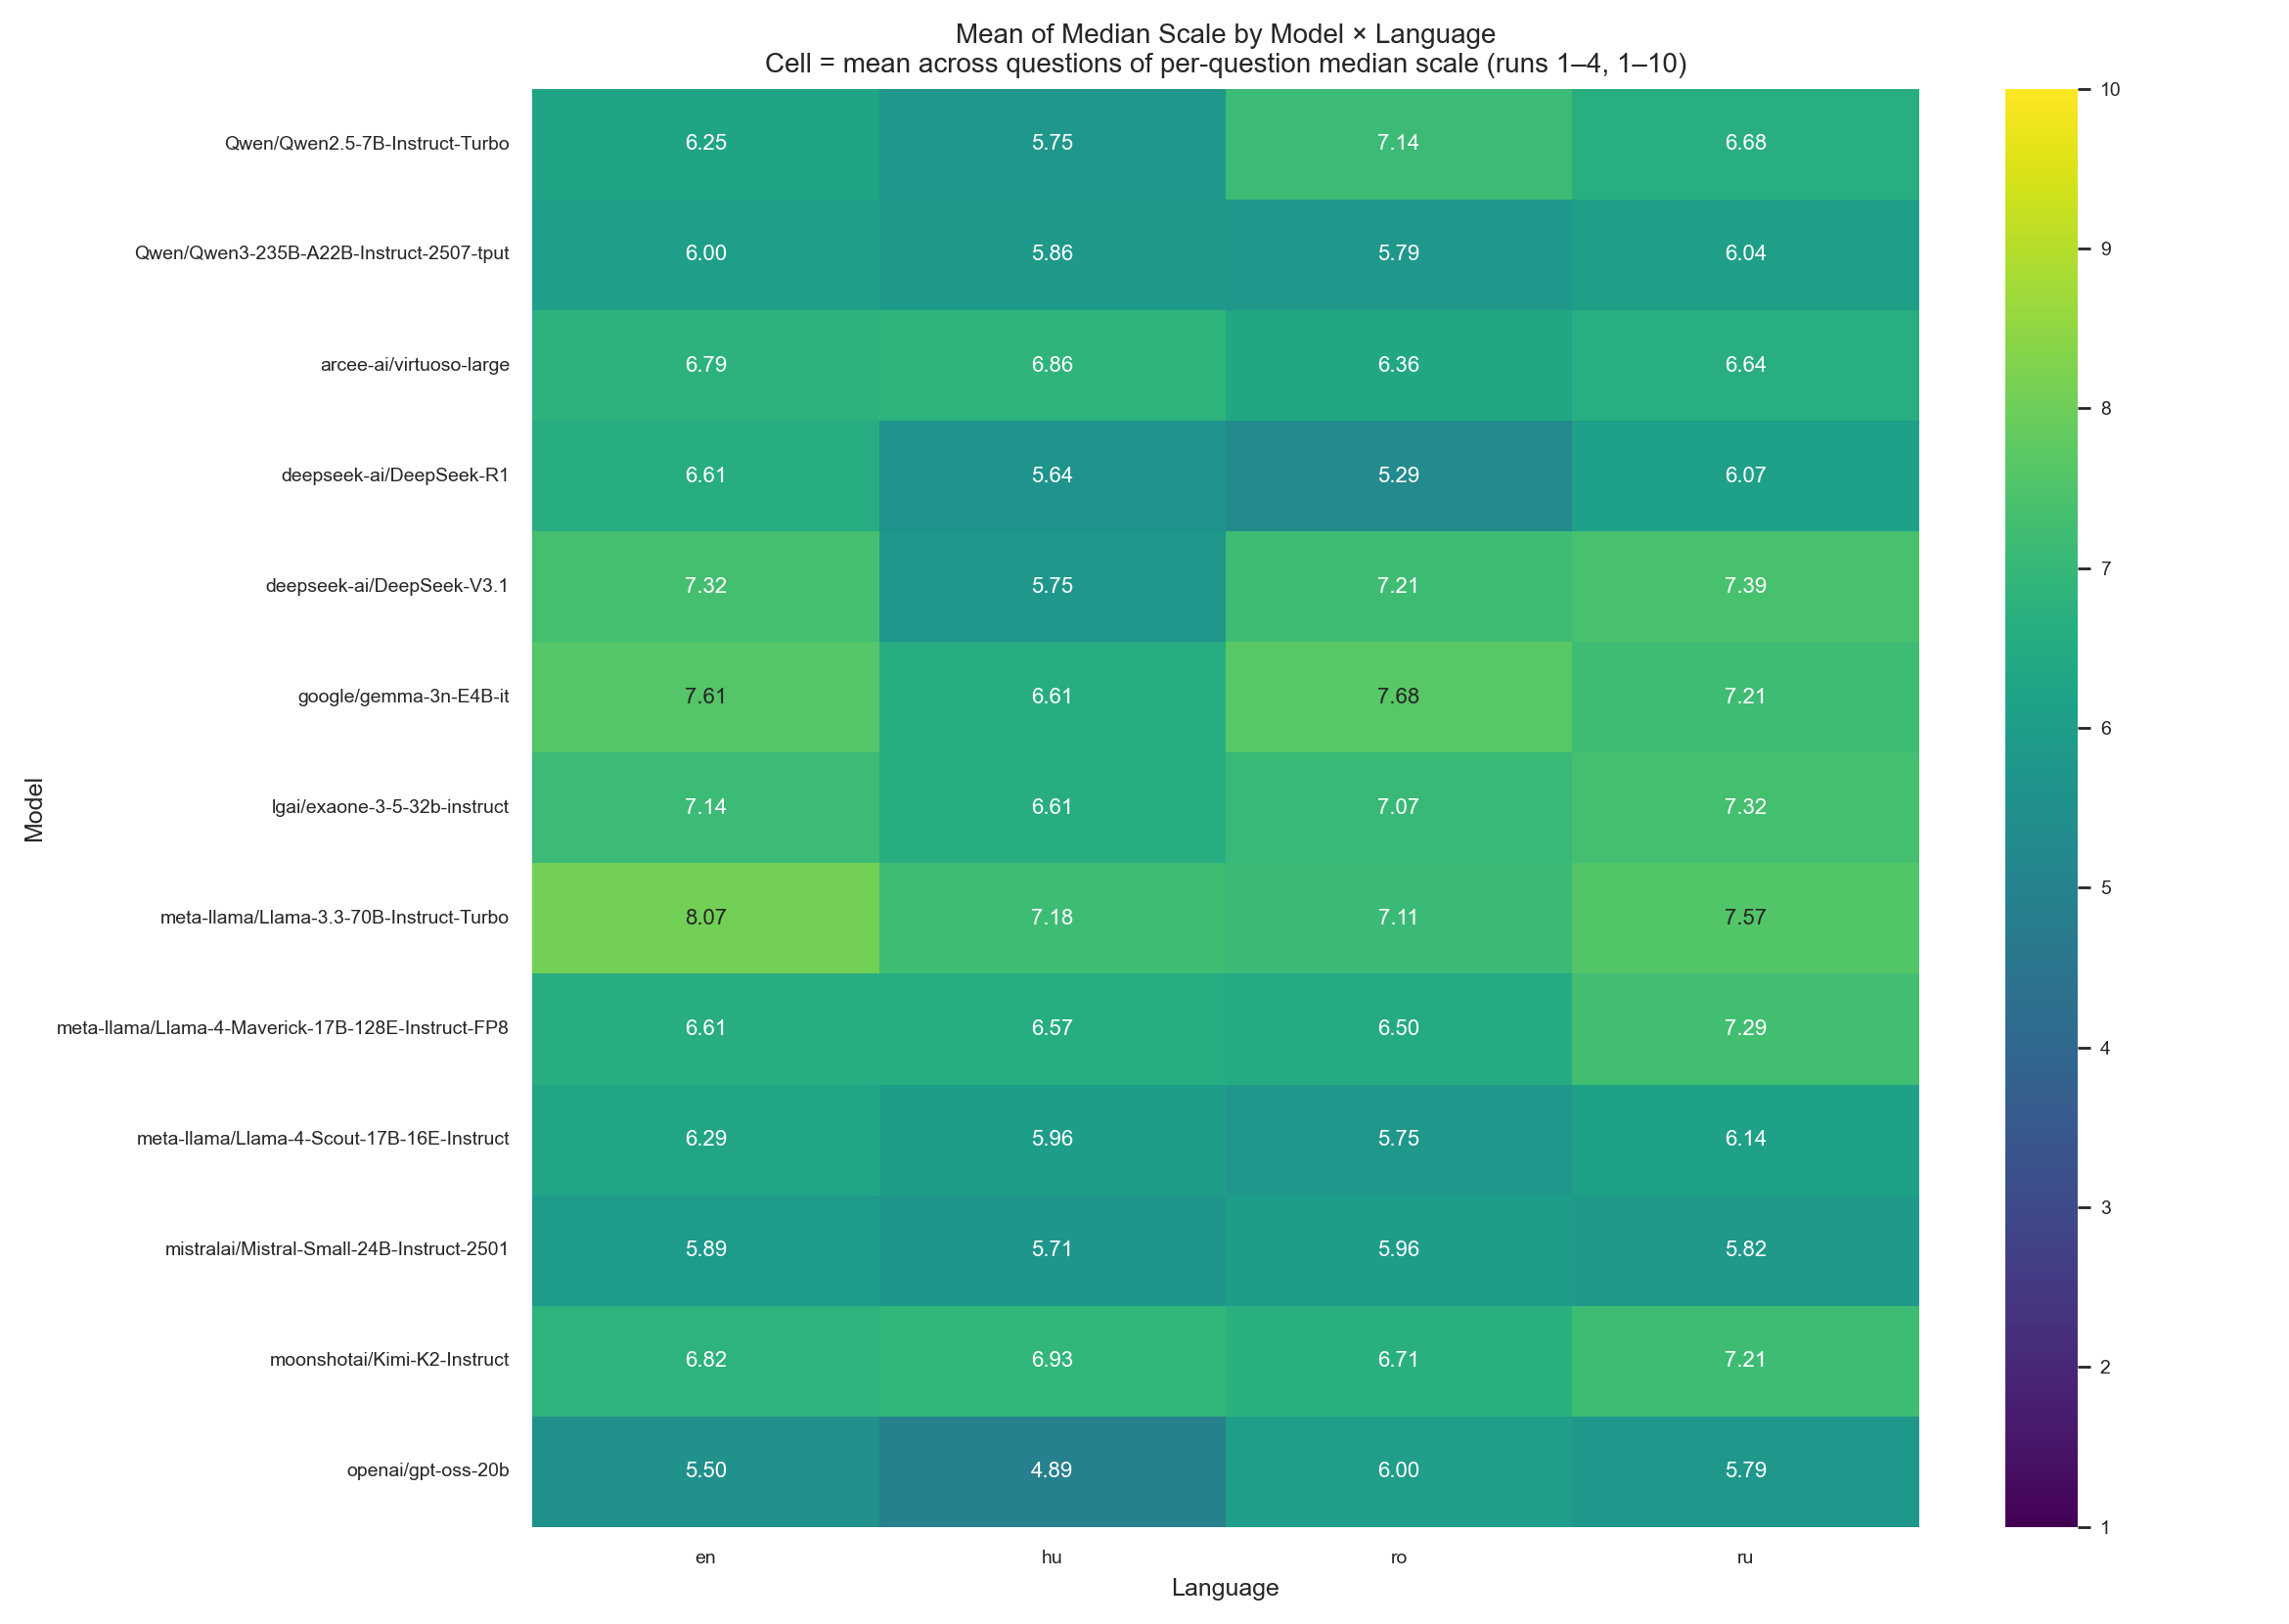 Mean of Median Scale by Model × Language
Cell = mean across questions of per-question median scale (runs 1–4, 1–10)
Qwen/Qwen2.5-7B-Instruct-Turbo 6.25 5.75 7.14 6.68
Qwen/Qwen3-235B-A22B-Instruct-2507-tput 6.00 5.86 5.79 6.04
arcee-ai/virtuoso-large 6.79 6.86 6.36 6.64
deepseek-ai/DeepSeek-R1 6.61 5.64 5.29 6.07
deepseek-ai/DeepSeek-V3.1 7.32 5.75 7.21 7.39
google/gemma-3n-E4B-it 7.61 6.61 7.68 7.21
lgai/exaone-3-5-32b-instruct 7.14 6.61 7.07 7.32
meta-llama/Llama-3.3-70B-Instruct-Turbo 8.07 7.18 7.11 7.57
meta-llama/Llama-4-Maverick-17B-128E-Instruct-FP8 6.61 6.57 6.50 7.29
meta-llama/Llama-4-Scout-17B-16E-Instruct 6.29 5.96 5.75 6.14
mistralai/Mistral-Small-24B-Instruct-2501 5.89 5.71 5.96 5.82
moonshotai/Kimi-K2-Instruct 6.82 6.93 6.71 7.21
openai/gpt-oss-20b 5.50 4.89 6.00 5.79
en hu ro ru
Language
Model
10
9
8
7
6
5
4
3
2
1